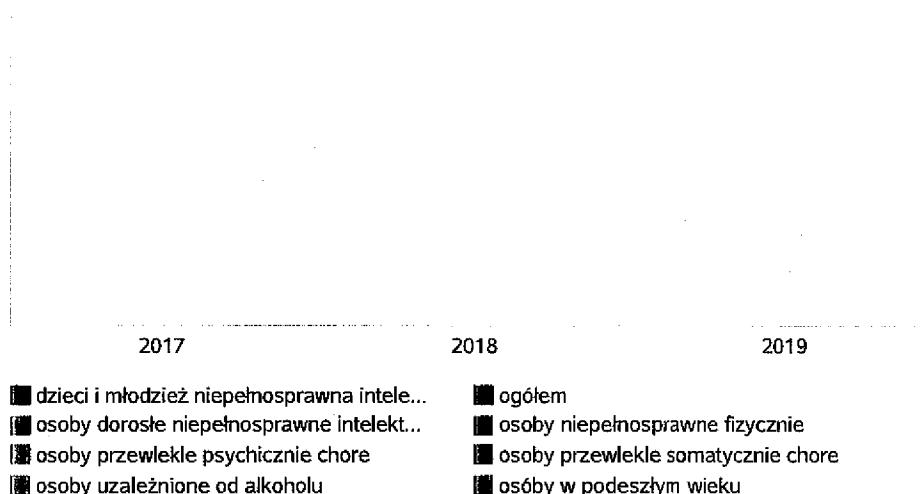 2017 2018 2019
dzieci i młodzież niepełnosprawna intele... ogółem
osoby dorosłe niepełnosprawne intelekt... osoby niepełnosprawne fizycznie
osoby przewlekle psychicznie chore osoby przewlekle somatycznie chore
osoby uzależnione od alkoholu osóby w podeszłym wieku